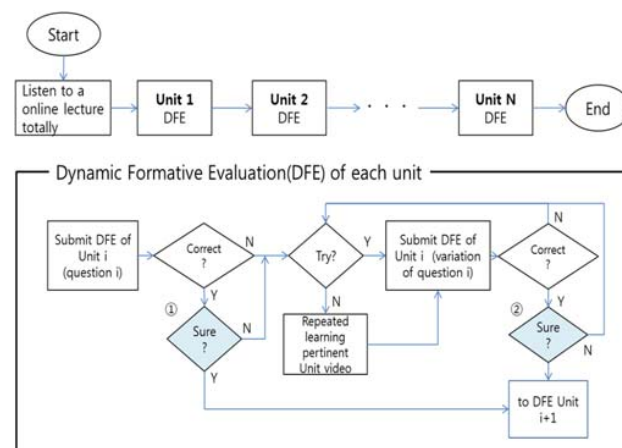 Start
Listen to a
online lecture
totally
Unit 1
DFE
Unit 2
DFE
. . .
Unit N
DFE
End
Dynamic Formative Evaluation(DFE) of each unit
Submit DFE of
Unit i
(question i)
Correct
?
N
Y
①
Sure
?
N
Y
Try?
Y
N
Repeated
learning
pertinent
Unit video
Submit DFE of
Unit i (variation
of question i)
N
Correct
?
Y
②
Sure
?
N
Y
to DFE Unit
i+1